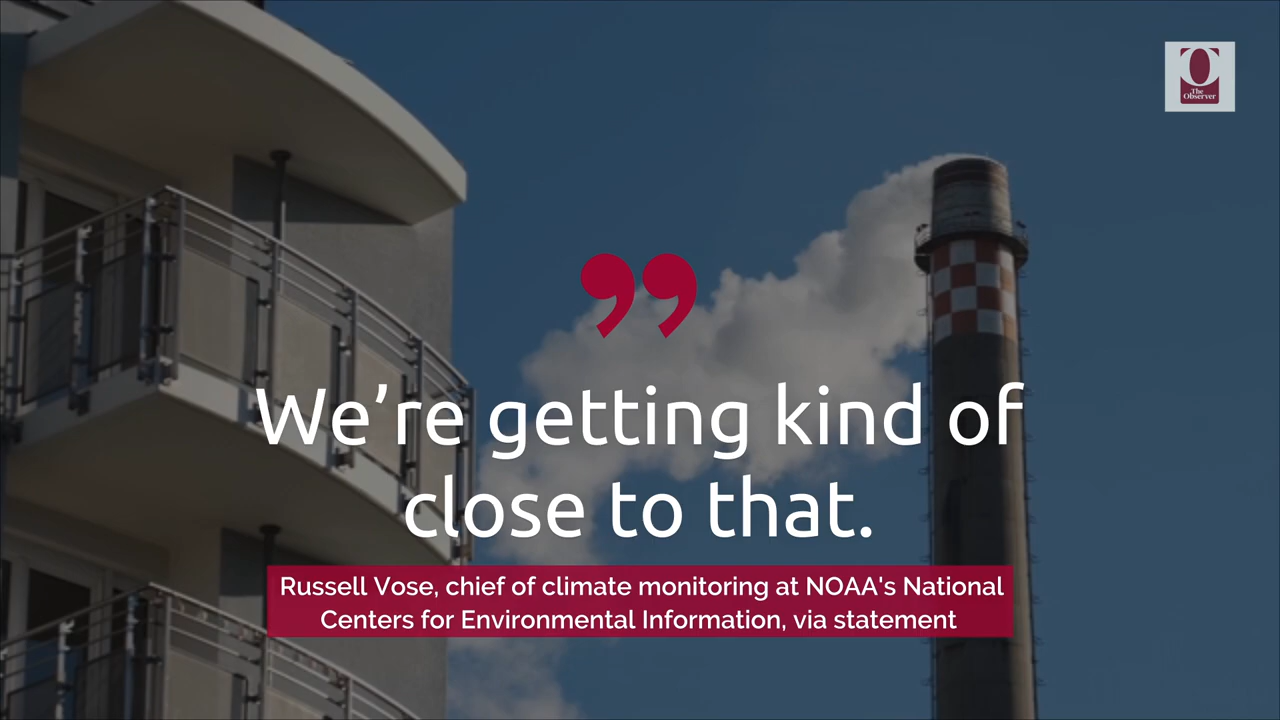 The
Observer
”
We’re getting kind of
close to that.
Russell Vose, chief of climate monitoring at NOAA's National
Centers for Environmental Information, via statement